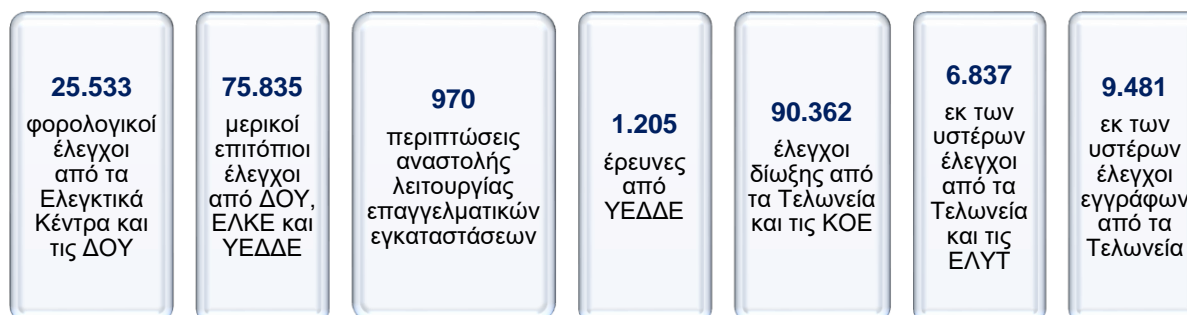 25.533
φορολογικοί
έλεγχοι
από τα
Ελεγκτικά
Κέντρα και
τις ΔΟΥ
75.835
μερικοί
επιτόπιοι
έλεγχοι
από ΔΟΥ,
ΕΛΚΕ και
ΥΕΔΔΕ
970
περιπτώσεις
αναστολής
λειτουργίας
επαγγελματικών
εγκαταστάσεων
1.205
έρευνες
από
ΥΕΔΔΕ
90.362
έλεγχοι
δίωξης από
τα Τελωνεία
και τις ΚΟΕ
6.837
εκ των
υστέρων
έλεγχοι
από τα
Τελωνεία
και τις
ΕΛΥΤ
9.481
εκ των
υστέρων
έλεγχοι
εγγράφων
από τα
Τελωνεία